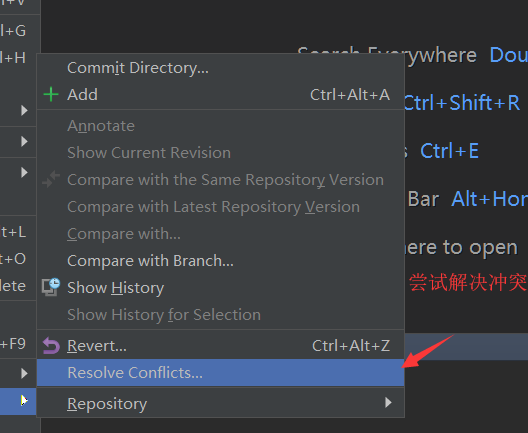 l+G
l+H
Commit Directory...
Search Everywhere Dou
Add Ctrl+Alt+A
Ctrl+Shift+R
Annotate
Show Current Revision
s Ctrl+E
Compare with the Same Repository Version
Compare with Latest Repository Version
Bar Alt+Hom
lt+L
Compare with...
t+O
Compare with Branch...
here to open
lete
Show History
尝试解决冲突
Show History for Selection
+F9
Revert... Ctrl+Alt+Z
Resolve Conflicts...
Repository